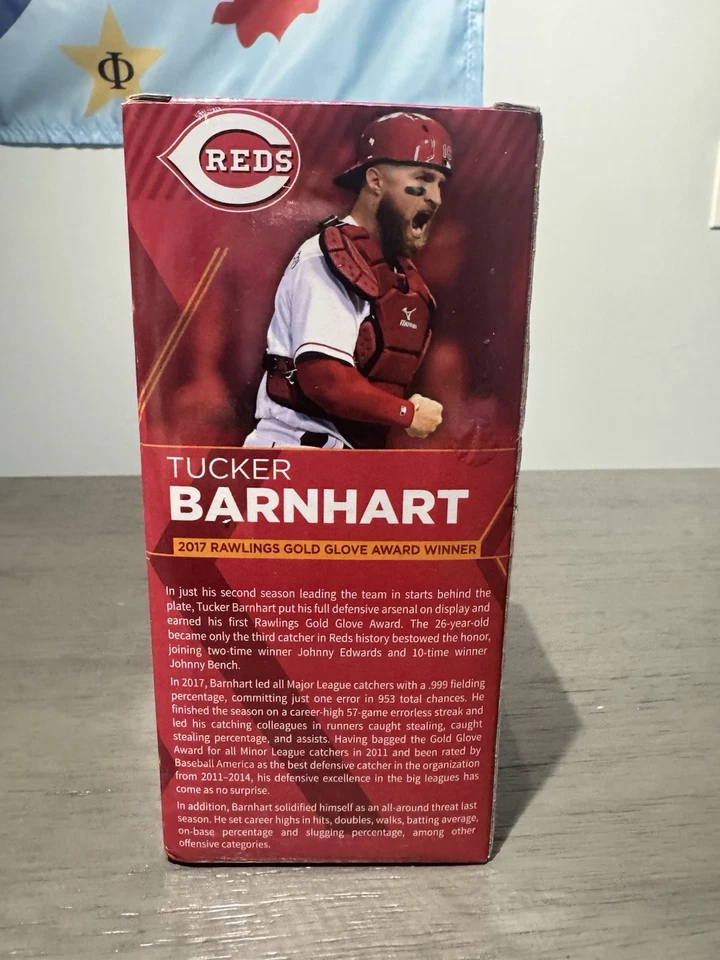 Φ
REDS
Mizuno
TUCKER
BARNHART
2017 RAWLINGS GOLD GLOVE AWARD WINNER
In just his second season leading the team in starts behind the
plate, Tucker Barnhart put his full defensive arsenal on display and
earned his first Rawlings Gold Glove Award. The 26-year-old
became only the third catcher in Reds history bestowed the honor,
joining two-time winner Johnny Edwards and 10-time winner
Johnny Bench.
In 2017, Barnhart led all Major League catchers with a .999 fielding
percentage, committing just one error in 953 total chances. He
finished the season on a career-high 57-game errorless streak and
led his catching colleagues in runners caught stealing, caught
stealing percentage, and assists. Having bagged the Gold Glove
Award for all Minor League catchers in 2011 and been rated by
Baseball America as the best defensive catcher in the organization
from 2011–2014, his defensive excellence in the big leagues has
come as no surprise.
In addition, Barnhart solidified himself as an all-around threat last
season. He set career highs in hits, doubles, walks, batting average,
on-base percentage and slugging percentage, among other
offensive categories.